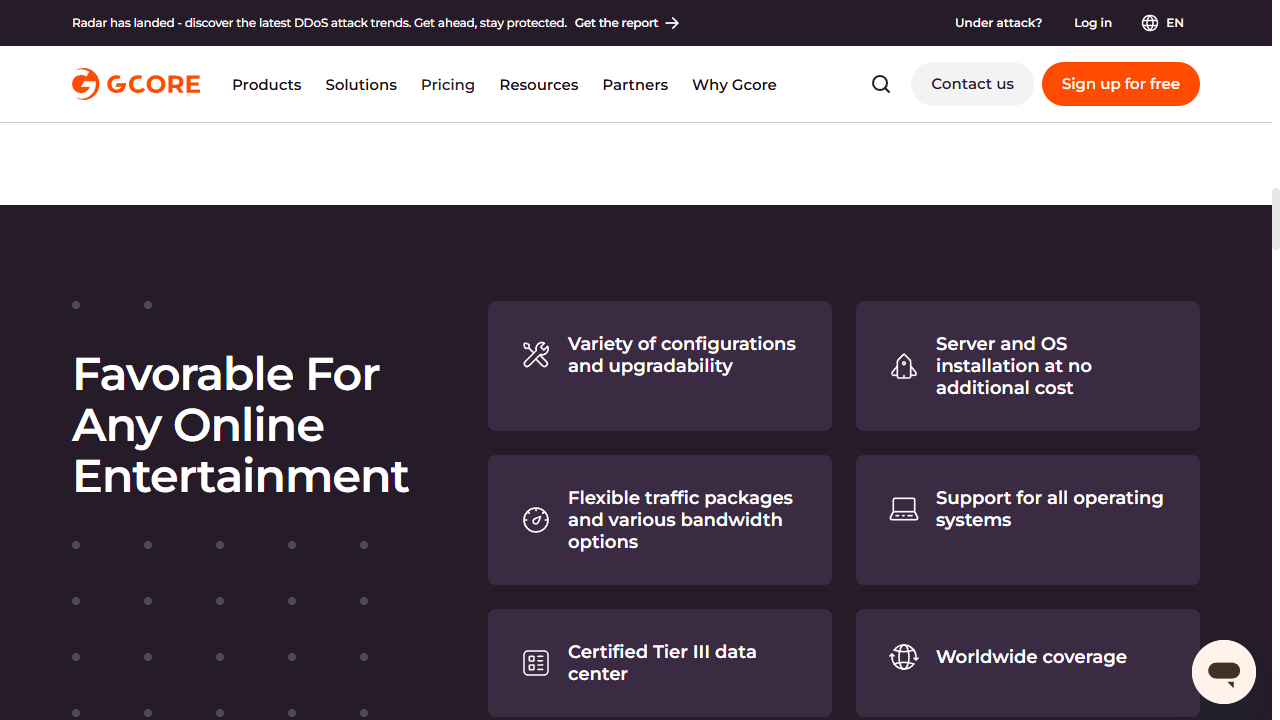 Radar has landed - discover the latest DDoS attack trends. Get ahead, stay protected. Get the report
Under attack?
Log in
EN
GCORE
Products
Solutions
Pricing
Resources
Partners
Why Gcore
Contact us
Sign up for free
Favorable For
Any Online
Entertainment
Variety of configurations
and upgradability
Server and OS
installation at no
additional cost
Flexible traffic packages
and various bandwidth
options
Support for all operating
systems
Certified Tier III data
center
Worldwide coverage